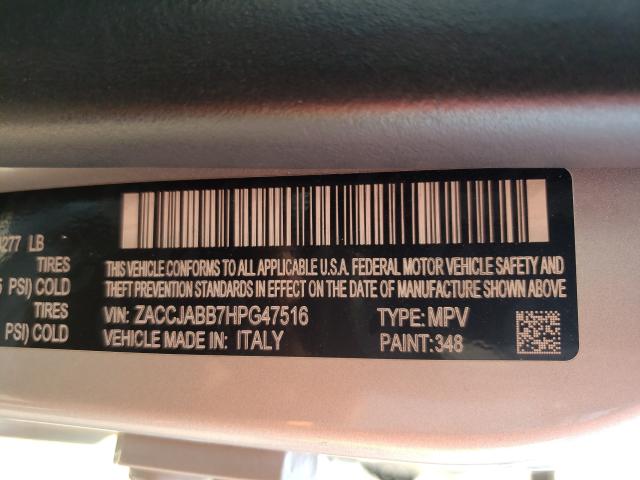 4277 LB
TIRES
PSI) COLD
TIRES
PSI) COLD
THIS VEHICLE CONFORMS TO ALL APPLICABLE U.S.A. FEDERAL MOTOR VEHICLE SAFETY AND
THEFT PREVENTION STANDARDS IN EFFECT ON THE DATE OF MANUFACTURE SHOWN ABOVE
VIN: ZACCJABB7HPG47516 TYPE: MPV
VEHICLE MADE IN: ITALY PAINT:348